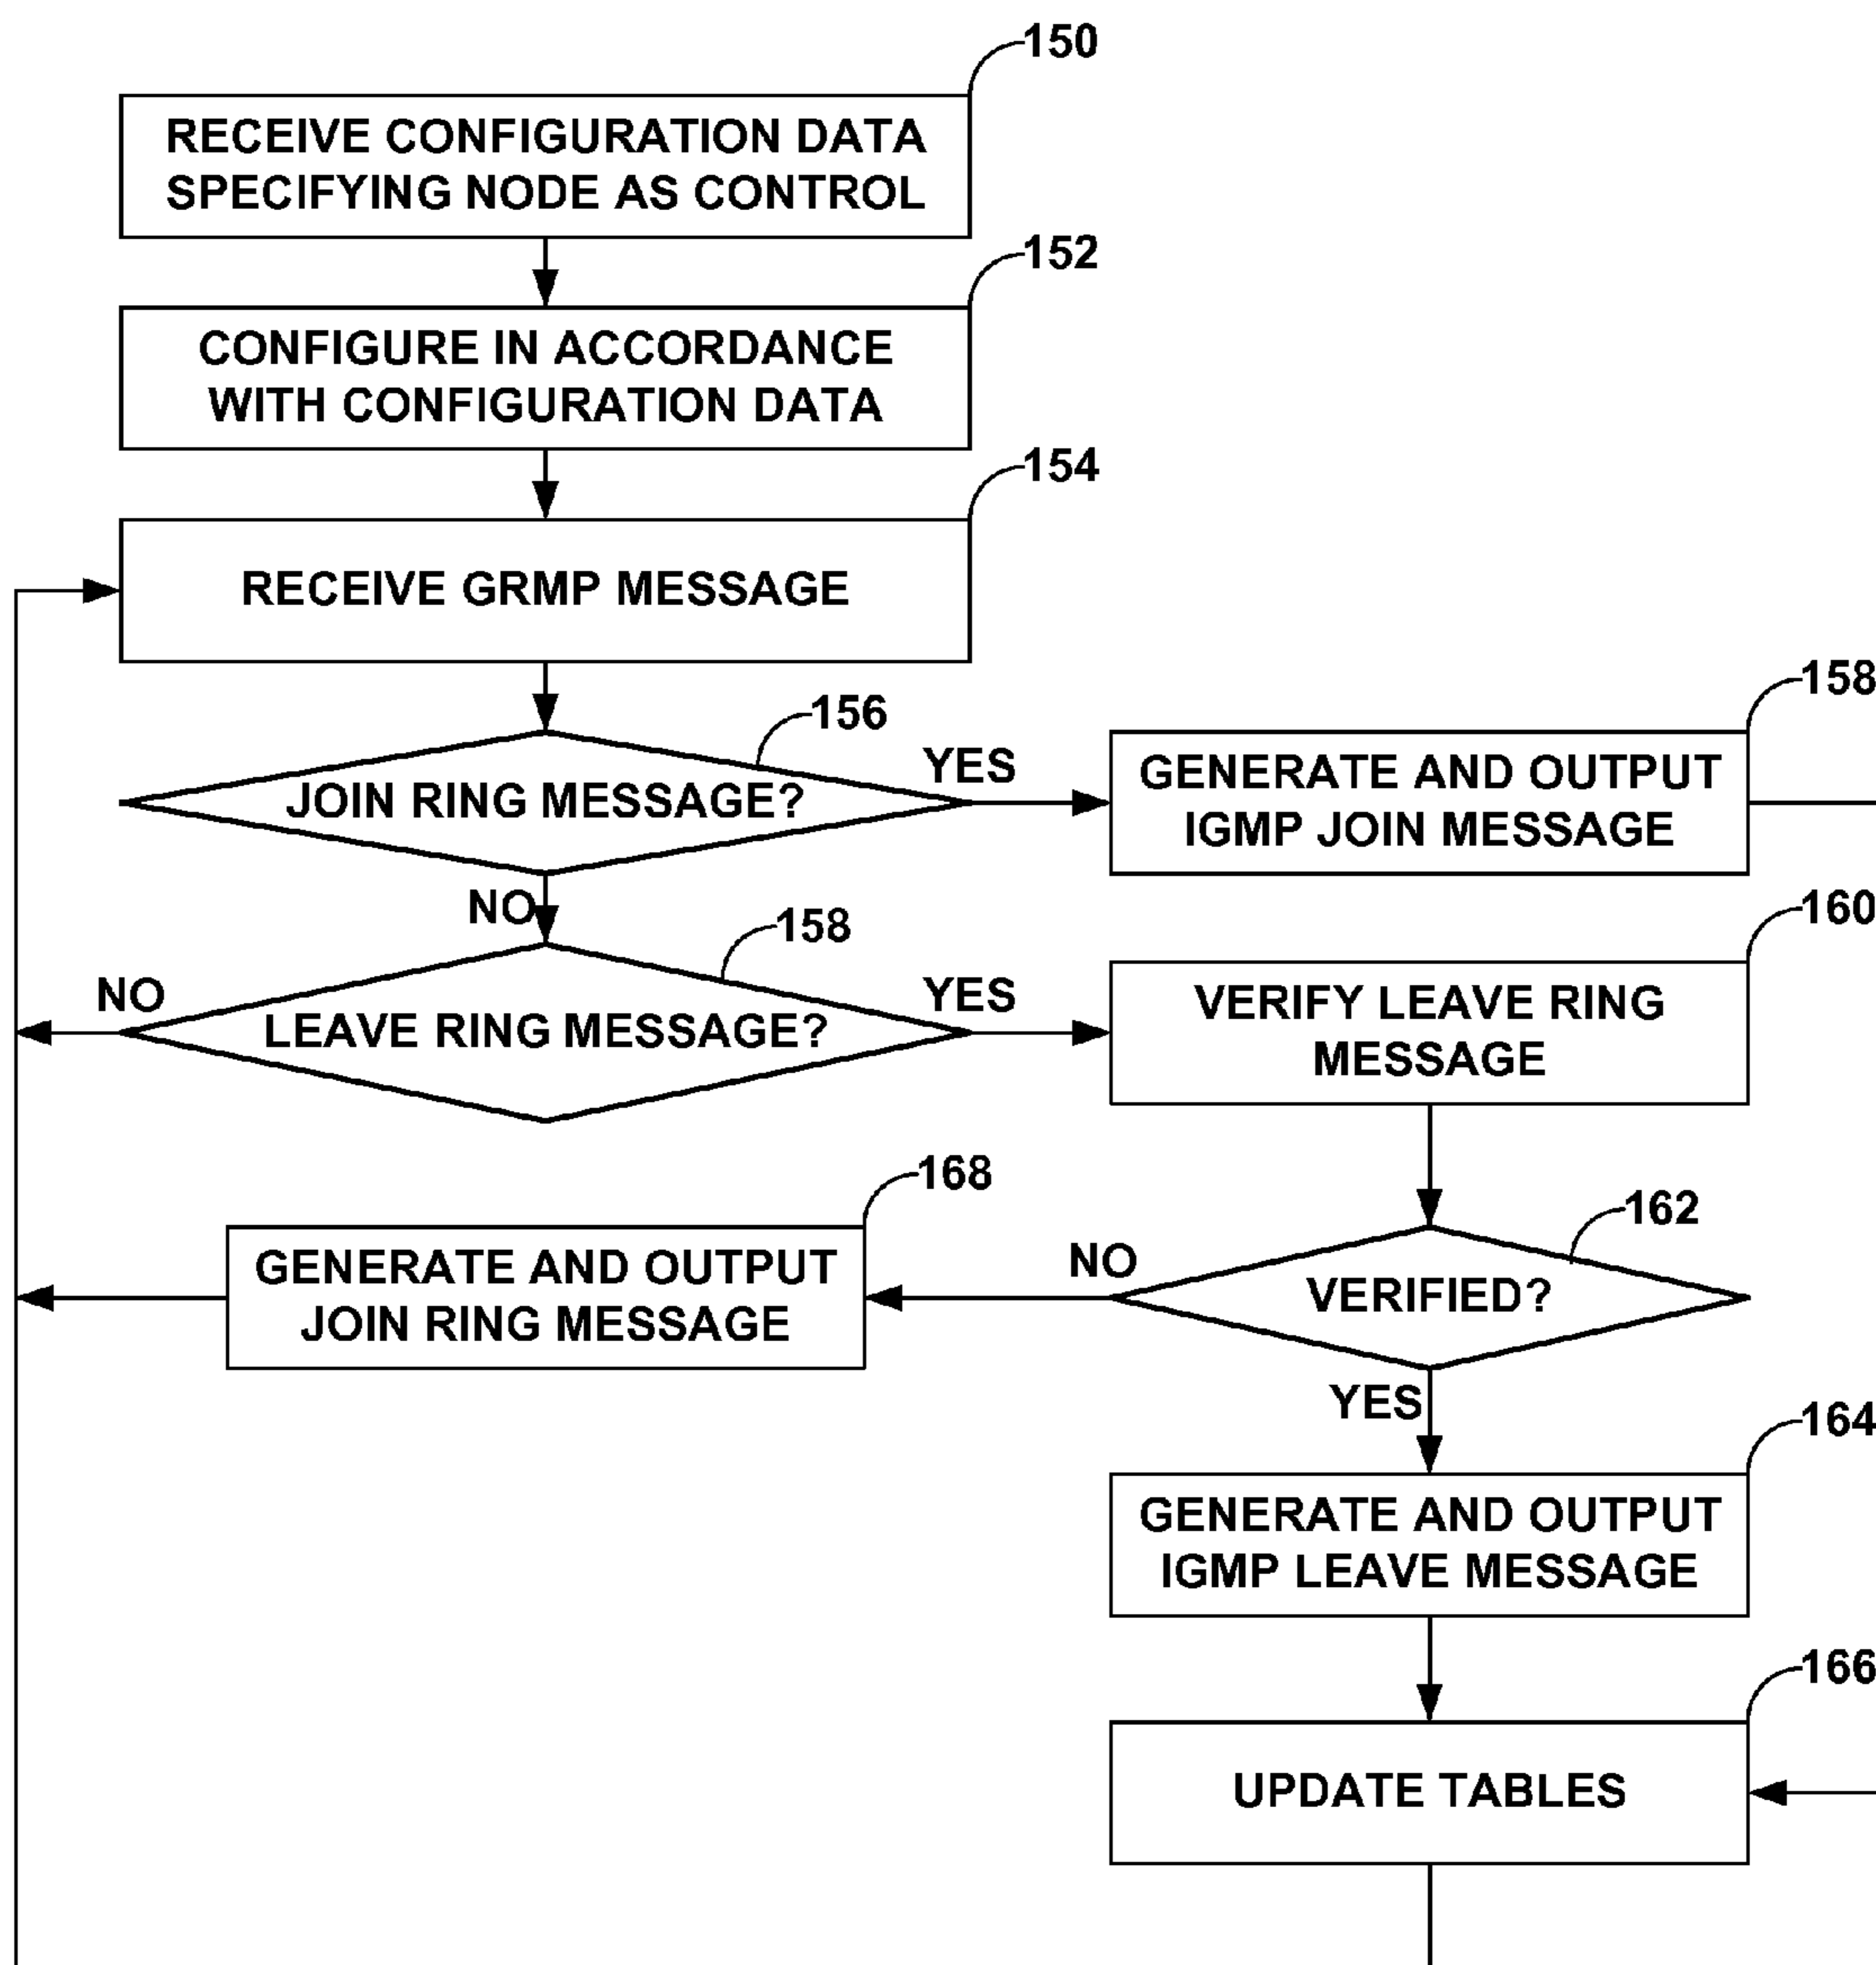 150
RECEIVE CONFIGURATION DATA
SPECIFYING NODE AS CONTROL
152
CONFIGURE IN ACCORDANCE
WITH CONFIGURATION DATA
154
RECEIVE GRMP MESSAGE
156
JOIN RING MESSAGE?
YES
158
GENERATE AND OUTPUT
IGMP JOIN MESSAGE
NO
158
LEAVE RING MESSAGE?
NO
YES
160
VERIFY LEAVE RING
MESSAGE
162
VERIFIED?
NO
168
GENERATE AND OUTPUT
JOIN RING MESSAGE
YES
164
GENERATE AND OUTPUT
IGMP LEAVE MESSAGE
166
UPDATE TABLES